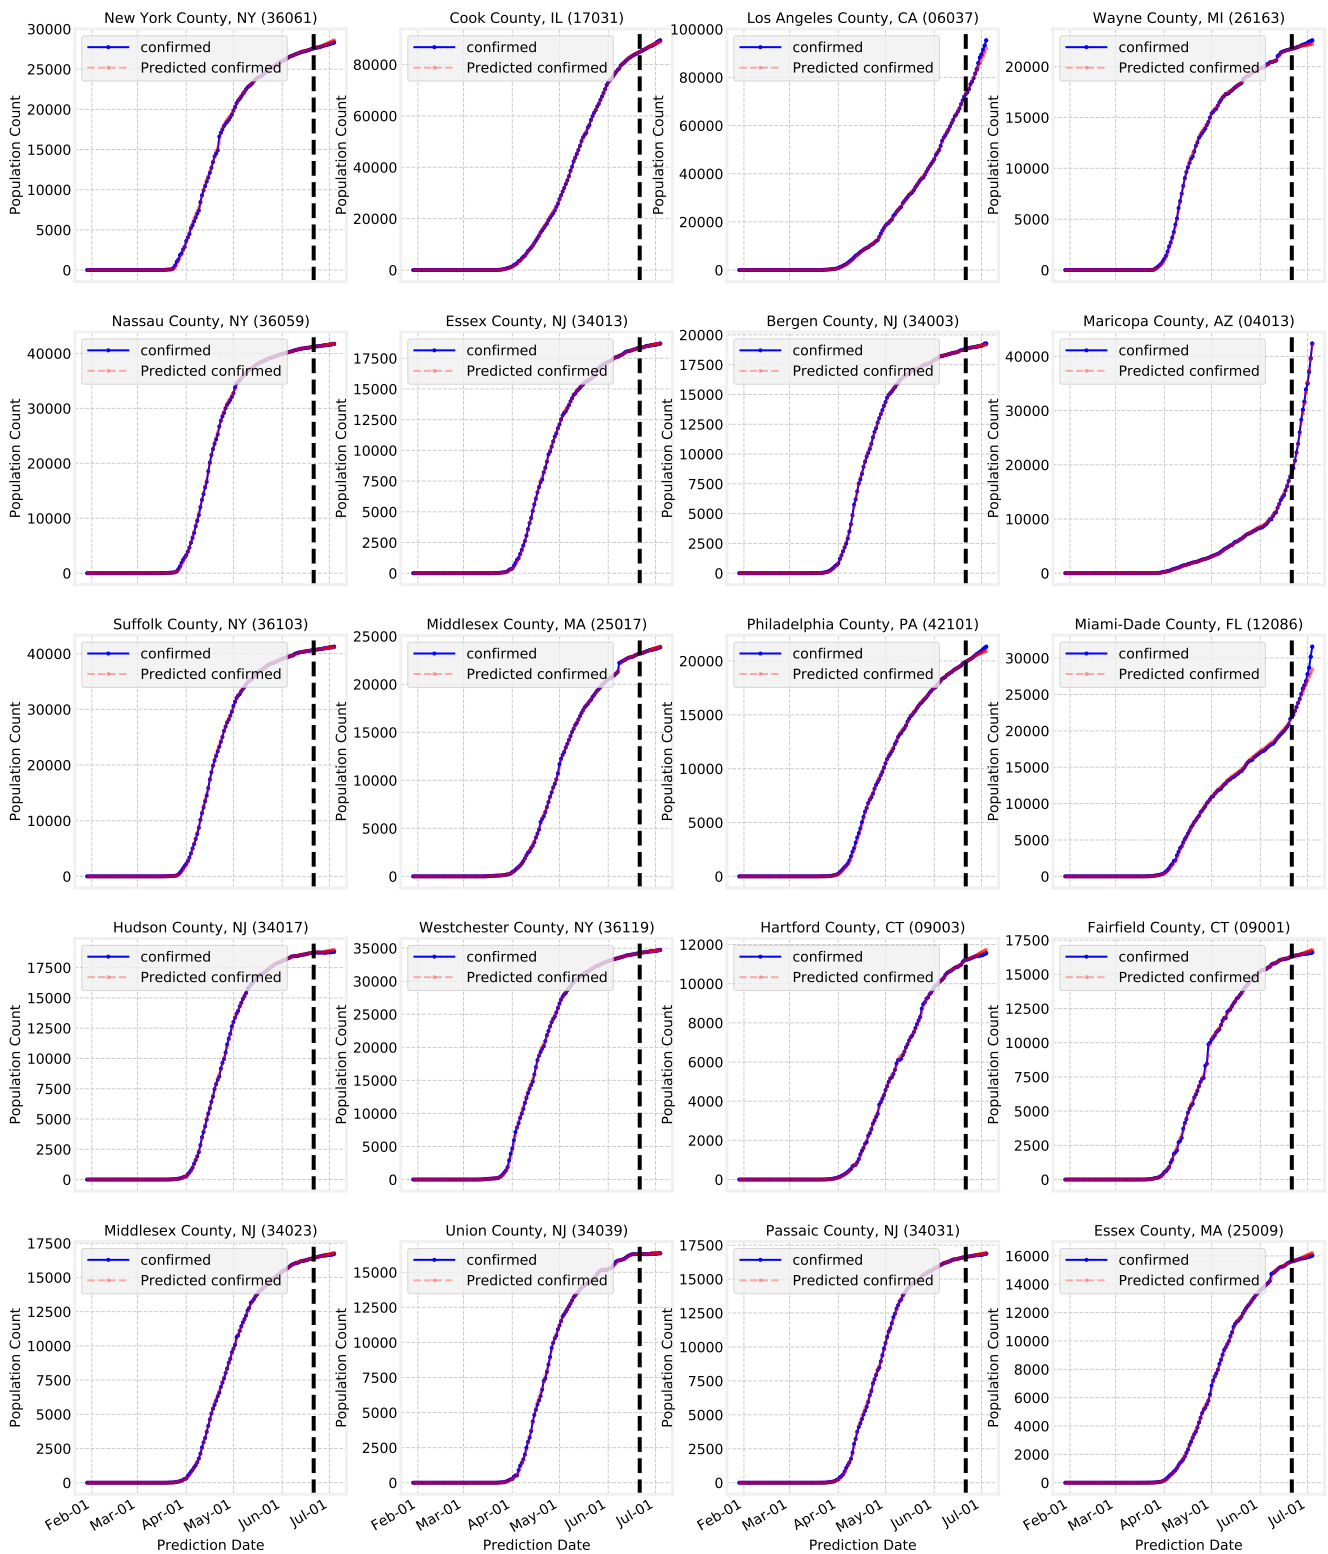 New York County, NY (36061)
30000
25000
20000
15000
10000
5000
0
Population Count
confirmed
Predicted confirmed
Cook County, IL (17031)
80000
60000
40000
20000
0
Population Count
confirmed
Predicted confirmed
Los Angeles County, CA (06037)
100000
80000
60000
40000
20000
0
Population Count
confirmed
Predicted confirmed
Wayne County, MI (26163)
20000
15000
10000
5000
0
Population Count
confirmed
Predicted confirmed
Nassau County, NY (36059)
40000
30000
20000
10000
0
Population Count
confirmed
Predicted confirmed
Essex County, NJ (34013)
17500
15000
12500
10000
7500
5000
2500
0
Population Count
confirmed
Predicted confirmed
Bergen County, NJ (34003)
20000
17500
15000
12500
10000
7500
5000
2500
0
Population Count
confirmed
Predicted confirmed
Maricopa County, AZ (04013)
40000
30000
20000
10000
0
Population Count
confirmed
Predicted confirmed
Suffolk County, NY (36103)
40000
30000
20000
10000
0
Population Count
confirmed
Predicted confirmed
Middlesex County, MA (25017)
25000
20000
15000
10000
5000
0
Population Count
confirmed
Predicted confirmed
Philadelphia County, PA (42101)
20000
15000
10000
5000
0
Population Count
confirmed
Predicted confirmed
Miami-Dade County, FL (12086)
30000
25000
20000
15000
10000
5000
0
Population Count
confirmed
Predicted confirmed
Hudson County, NJ (34017)
17500
15000
12500
10000
7500
5000
2500
0
Population Count
confirmed
Predicted confirmed
Westchester County, NY (36119)
35000
30000
25000
20000
15000
10000
5000
0
Population Count
confirmed
Predicted confirmed
Hartford County, CT (09003)
12000
10000
8000
6000
4000
2000
0
Population Count
confirmed
Predicted confirmed
Fairfield County, CT (09001)
17500
15000
12500
10000
7500
5000
2500
0
Population Count
confirmed
Predicted confirmed
Middlesex County, NJ (34023)
17500
15000
12500
10000
7500
5000
2500
0
Population Count
confirmed
Predicted confirmed
Feb-01
Mar-01
Apr-01
May-01
Jun-01
Jul-01
Prediction Date
Union County, NJ (34039)
15000
12500
10000
7500
5000
2500
0
Population Count
confirmed
Predicted confirmed
Feb-01
Mar-01
Apr-01
May-01
Jun-01
Jul-01
Prediction Date
Passaic County, NJ (34031)
17500
15000
12500
10000
7500
5000
2500
0
Population Count
confirmed
Predicted confirmed
Feb-01
Mar-01
Apr-01
May-01
Jun-01
Jul-01
Prediction Date
Essex County, MA (25009)
16000
14000
12000
10000
8000
6000
4000
2000
0
Population Count
confirmed
Predicted confirmed
Feb-01
Mar-01
Apr-01
May-01
Jun-01
Jul-01
Prediction Date